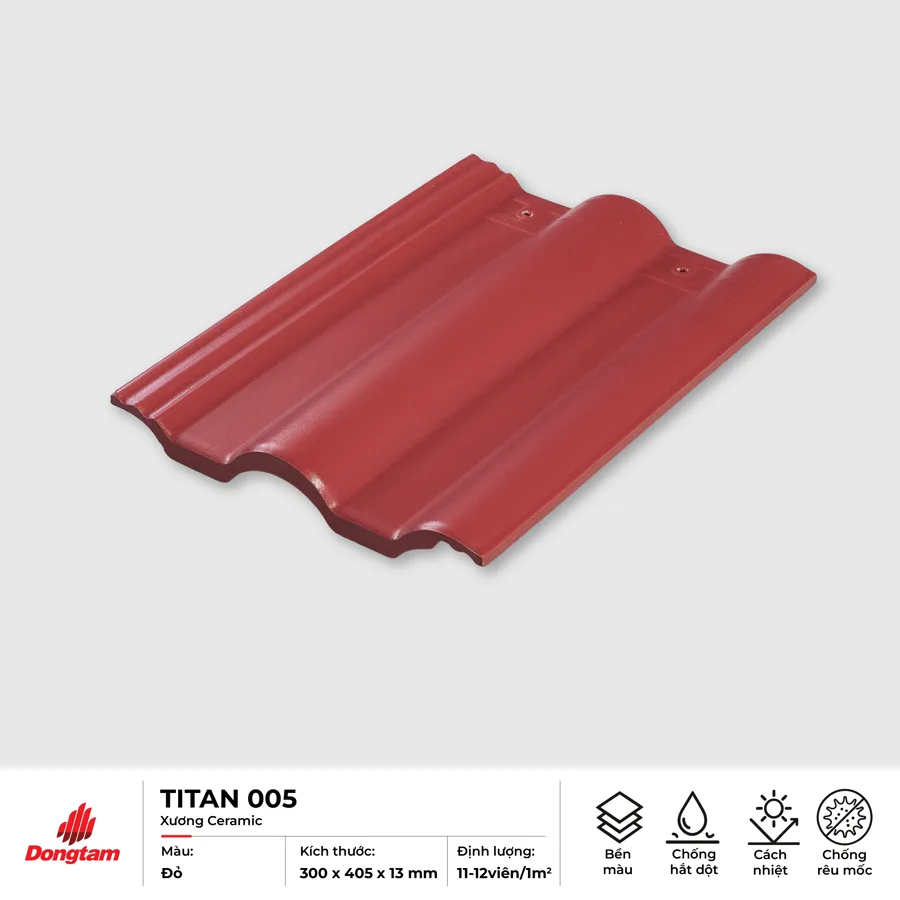 Dongtam
TITAN 005
Xương Ceramic
Màu:
Đỏ
Kích thước:
300 x 405 x 13 mm
Định lượng:
11-12viên/1m²
Bền
màu
Chống
hắt dột
Cách
nhiệt
Chống
rêu mốc